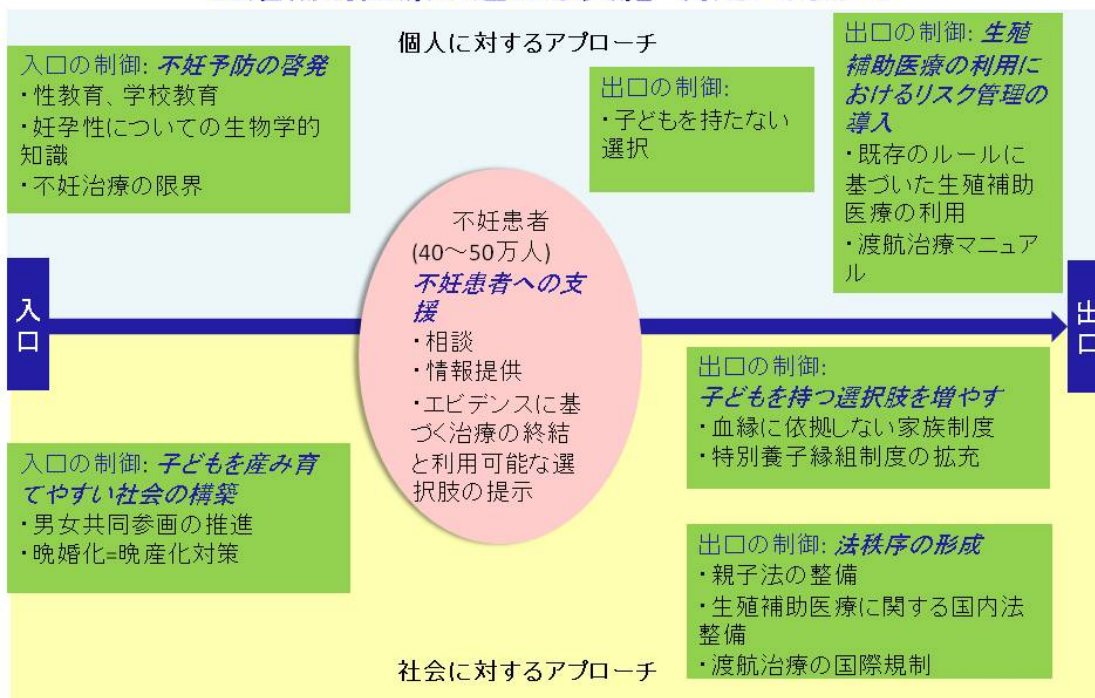 個人に対するアプローチ
入口の制御: 不妊予防の啓発
・性教育、学校教育
・妊孕性についての生物学的
知識
・不妊治療の限界
出口の制御:
・子どもを持たない
選択
出口の制御: 生殖
補助医療の利用に
おけるリスク管理の
導入
・既存のルールに
基づいた生殖補助
医療の利用
・渡航治療マニュア
ル
入口
不妊患者
(40～50万人)
不妊患者への支
援
・相談
・情報提供
・エビデンスに基
づく治療の終結
と利用可能な選
択肢の提示
出口
入口の制御: 子どもを産み育
てやすい社会の構築
・男女共同参画の推進
・晩婚化=晩産化対策
出口の制御:
子どもを持つ選択肢を増やす
・血縁に依拠しない家族制度
・特別養子縁組制度の拡充
出口の制御: 法秩序の形成
・親子法の整備
・生殖補助医療に関する国内法
整備
・渡航治療の国際規制
社会に対するアプローチ